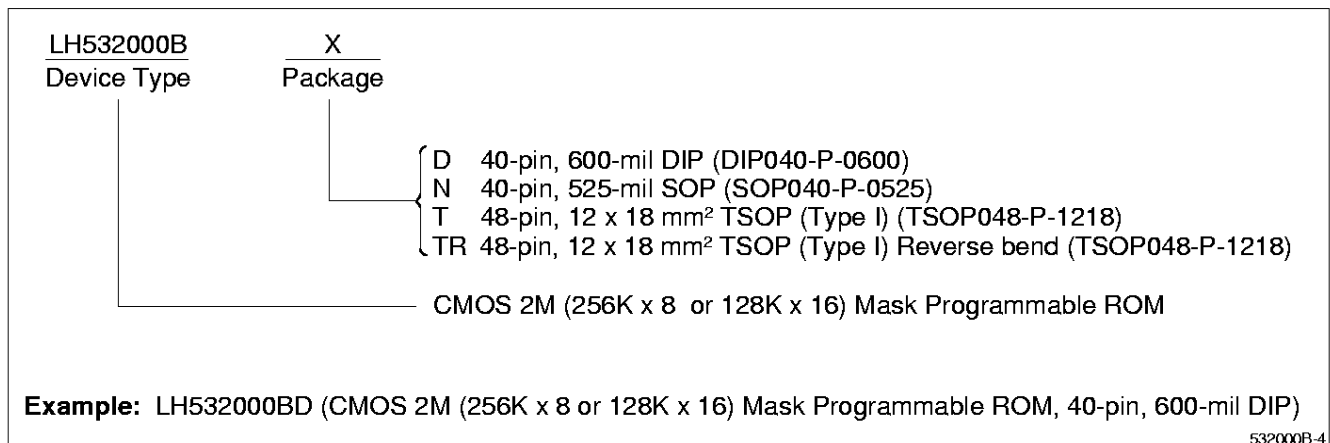 LH532000B X
Device Type Package
D 40-pin, 600-mil DIP (DIP040-P-0600)
N 40-pin, 525-mil SOP (SOP040-P-0525)
T 48-pin, 12 x 18 mm² TSOP (Type I) (TSOP048-P-1218)
TR 48-pin, 12 x 18 mm² TSOP (Type I) Reverse bend (TSOP048-P-1218)
CMOS 2M (256K x 8 or 128K x 16) Mask Programmable ROM
Example: LH532000BD (CMOS 2M (256K x 8 or 128K x 16) Mask Programmable ROM, 40-pin, 600-mil DIP)
532000B-4